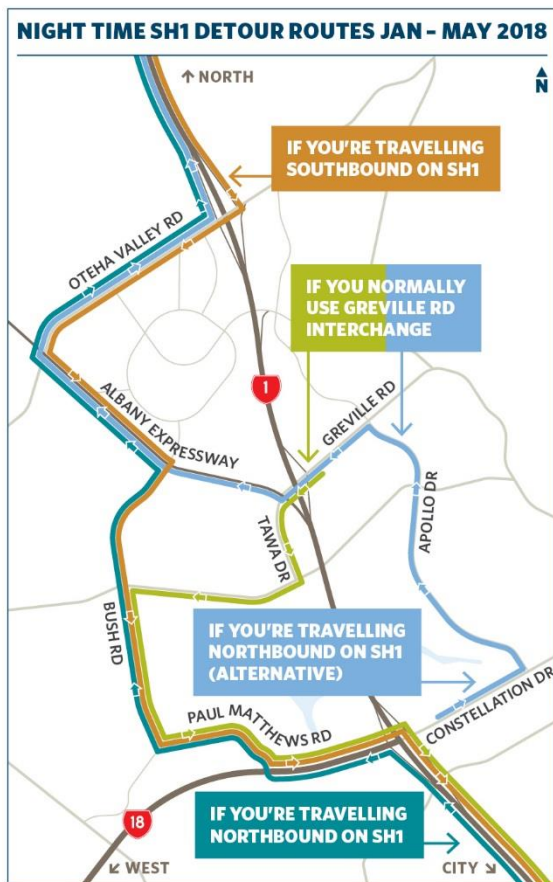 NIGHT TIME SH1 DETOUR ROUTES JAN – MAY 2018
↑ NORTH
N
IF YOU'RE TRAVELLING
SOUTHBOUND ON SH1
OTEHA VALLEY RD
IF YOU NORMALLY
USE GREVILLE RD
INTERCHANGE
1
ALBANY EXPRESSWAY
GREVILLE RD
TAWA DR
APOLLO DR
BUSH RD
IF YOU'RE TRAVELLING
NORTHBOUND ON SH1
(ALTERNATIVE)
CONSTELLATION DR
PAUL MATTHEWS RD
IF YOU'RE TRAVELLING
NORTHBOUND ON SH1
18
↙ WEST
CITY ↘